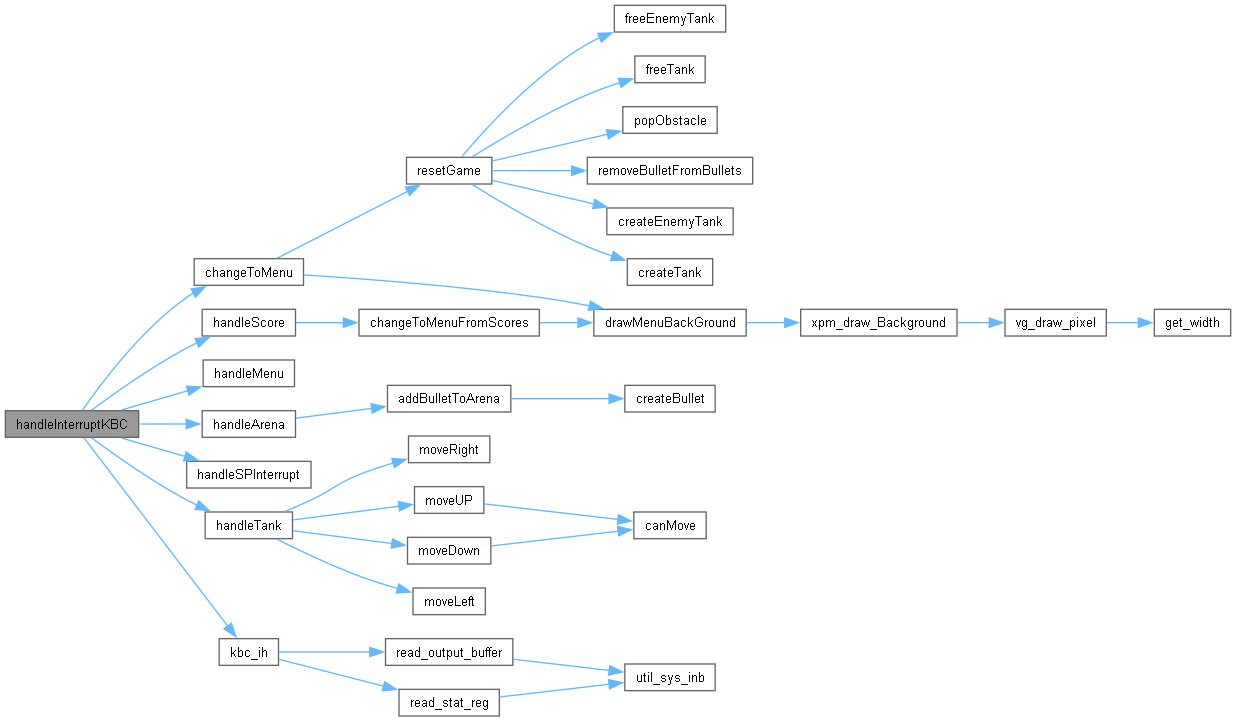 freeEnemyTank
freeTank
popObstacle
resetGame
removeBulletFromBullets
createEnemyTank
changeToMenu
createTank
handleScore
changeToMenuFromScores
drawMenuBackGround
xpm_draw_Background
vg_draw_pixel
get_width
handleMenu
addBulletToArena
createBullet
handleInterruptKBC
handleArena
moveRight
handleSPInterrupt
moveUP
handleTank
canMove
moveDown
moveLeft
kbc_ih
read_output_buffer
util_sys_inb
read_stat_reg